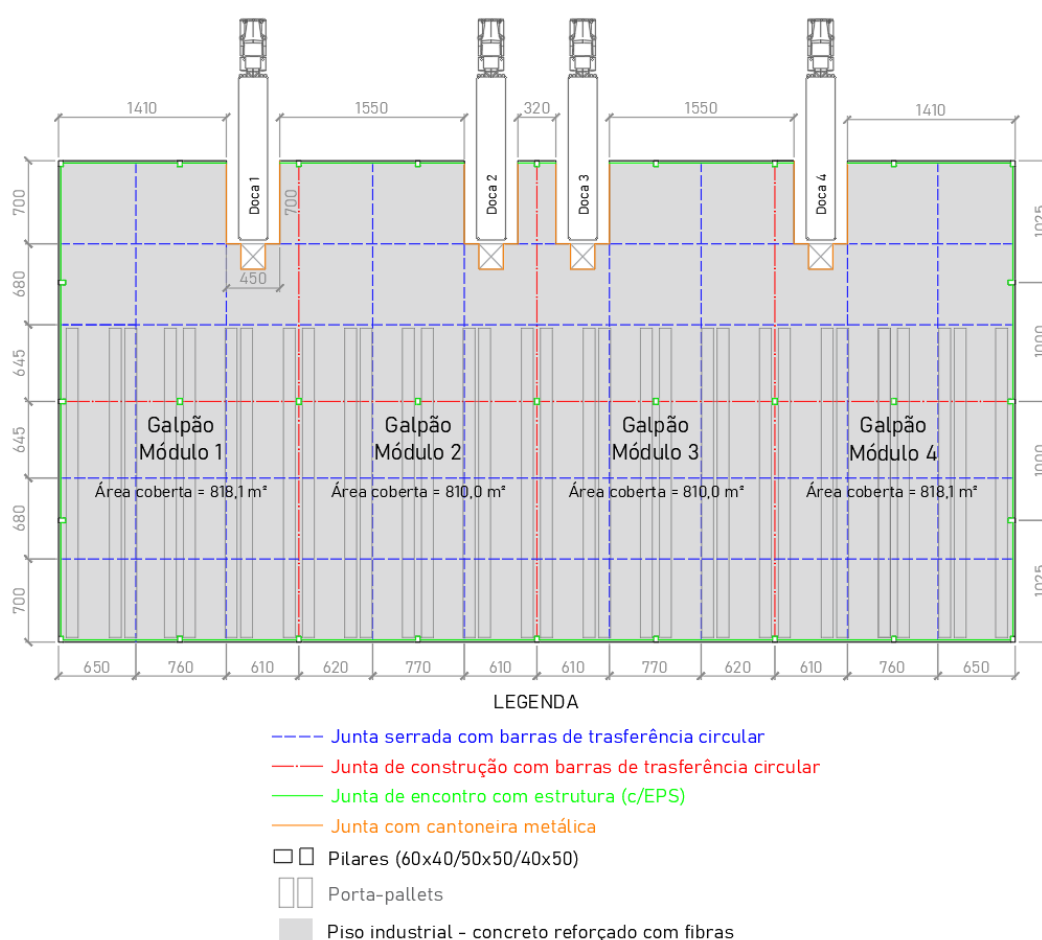 1410
1550
320
1550
1410
Doca 1
Doca 2
Doca 3
Doca 4
700
700
1025
680
450
645
1000
Galpão
Módulo 1
Galpão
Módulo 2
Galpão
Módulo 3
Galpão
Módulo 4
645
1000
Área coberta = 818,1 m²
Área coberta = 810,0 m²
Área coberta = 810,0 m²
Área coberta = 818,1 m²
680
700
1025
650
760
610
620
770
610
610
770
620
610
760
650
LEGENDA
Junta serrada com barras de trasferência circular
Junta de construção com barras de trasferência circular
Junta de encontro com estrutura (c/EPS)
Junta com cantoneira metálica
Pilares (60x40/50x50/40x50)
Porta-pallets
Piso industrial - concreto reforçado com fibras